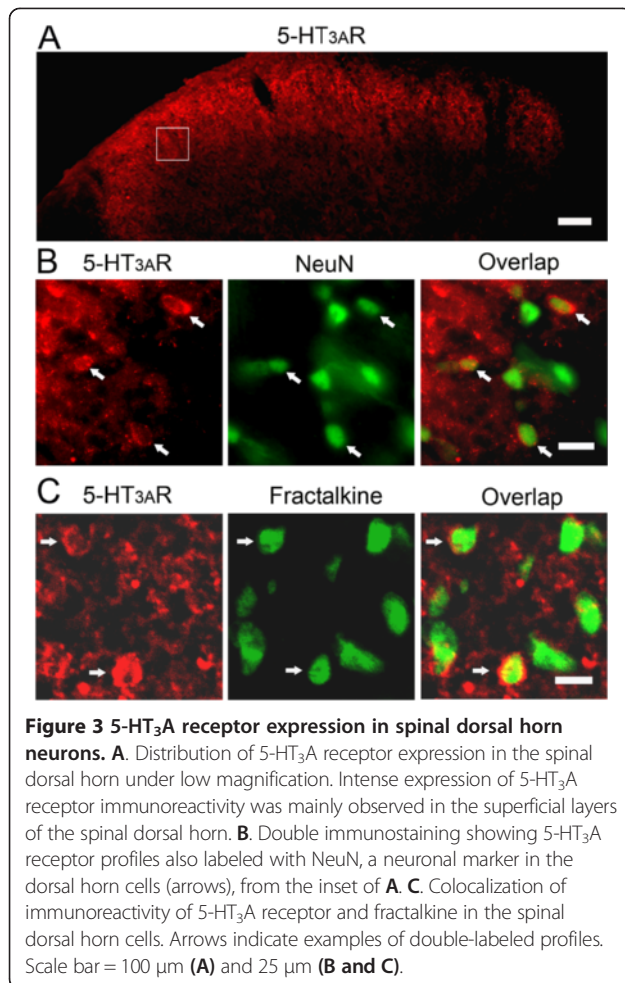 A 5-HT3AR
B 5-HT3AR NeuN Overlap
C 5-HT3AR Fractalkine Overlap
Figure 3 5-HT3A receptor expression in spinal dorsal horn
neurons. A. Distribution of 5-HT3A receptor expression in the spinal
dorsal horn under low magnification. Intense expression of 5-HT3A
receptor immunoreactivity was mainly observed in the superficial layers
of the spinal dorsal horn. B. Double immunostaining showing 5-HT3A
receptor profiles also labeled with NeuN, a neuronal marker in the
dorsal horn cells (arrows), from the inset of A. C. Colocalization of
immunoreactivity of 5-HT3A receptor and fractalkine in the spinal
dorsal horn cells. Arrows indicate examples of double-labeled profiles.
Scale bar = 100 μm (A) and 25 μm (B and C).